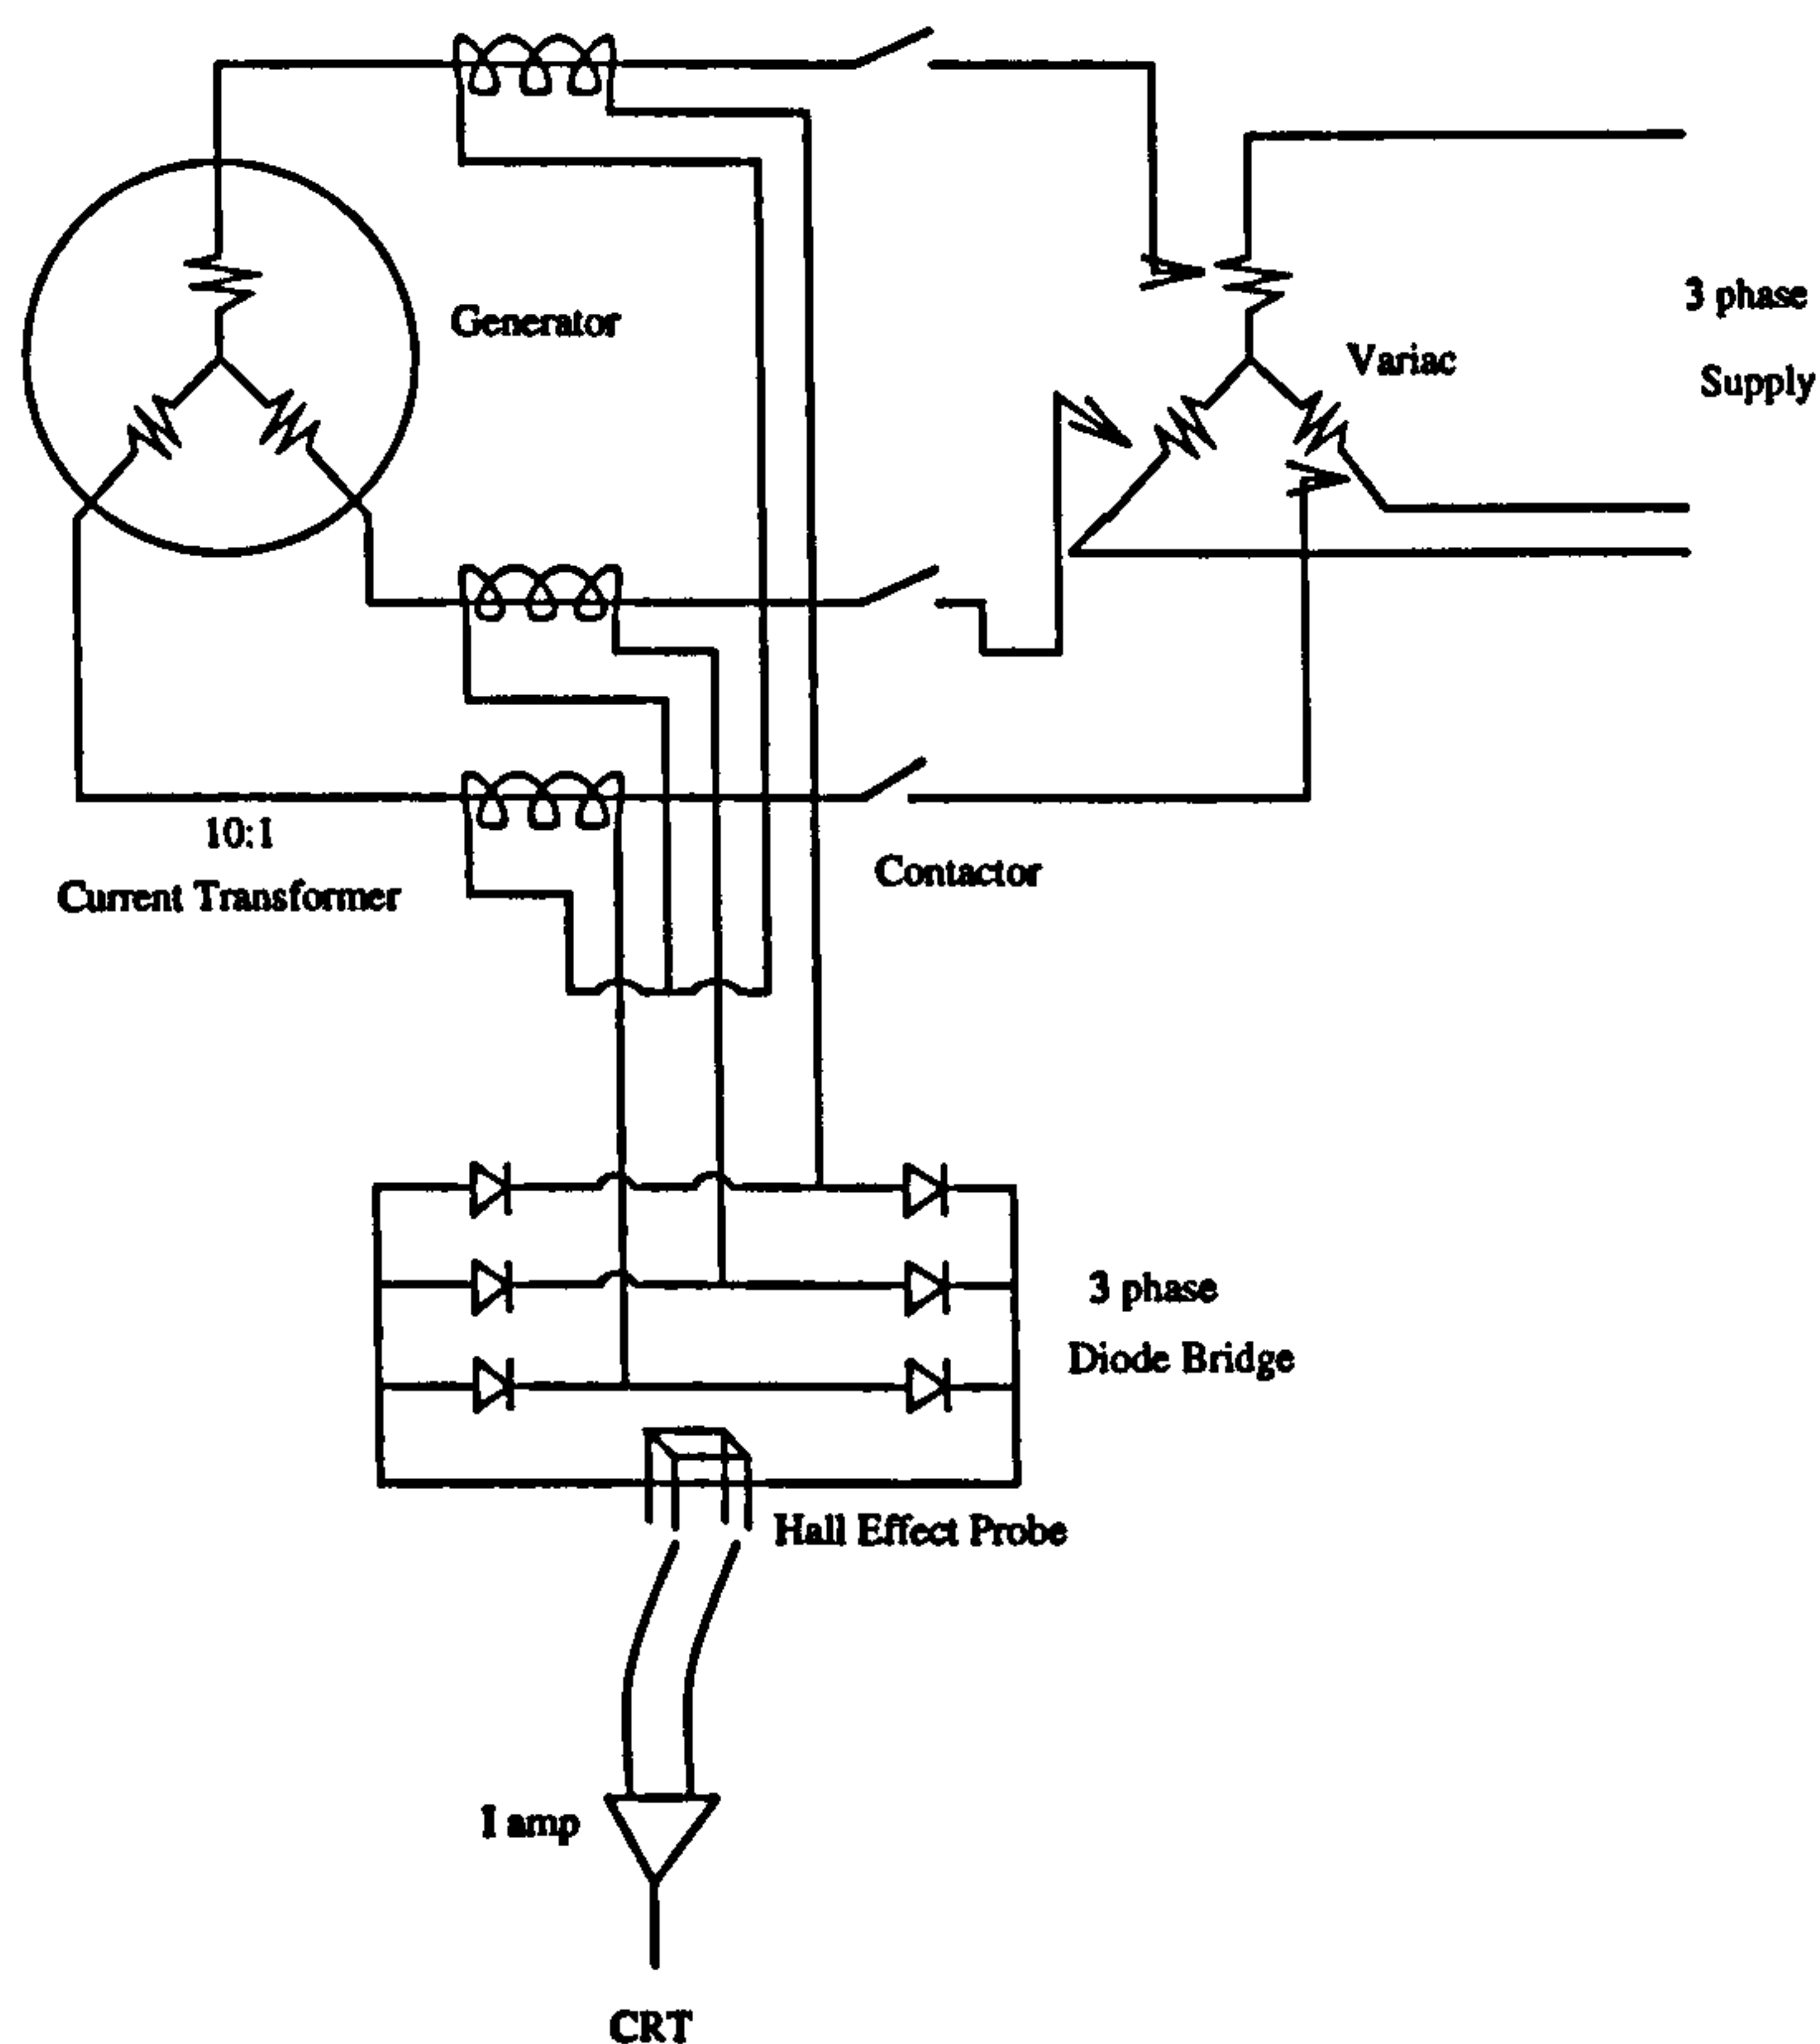 Generator
3 phase
Variac
Supply
10:1
Current Transformer
Contactor
3 phase
Diode Bridge
Hall Effect Probe
I amp
CRT